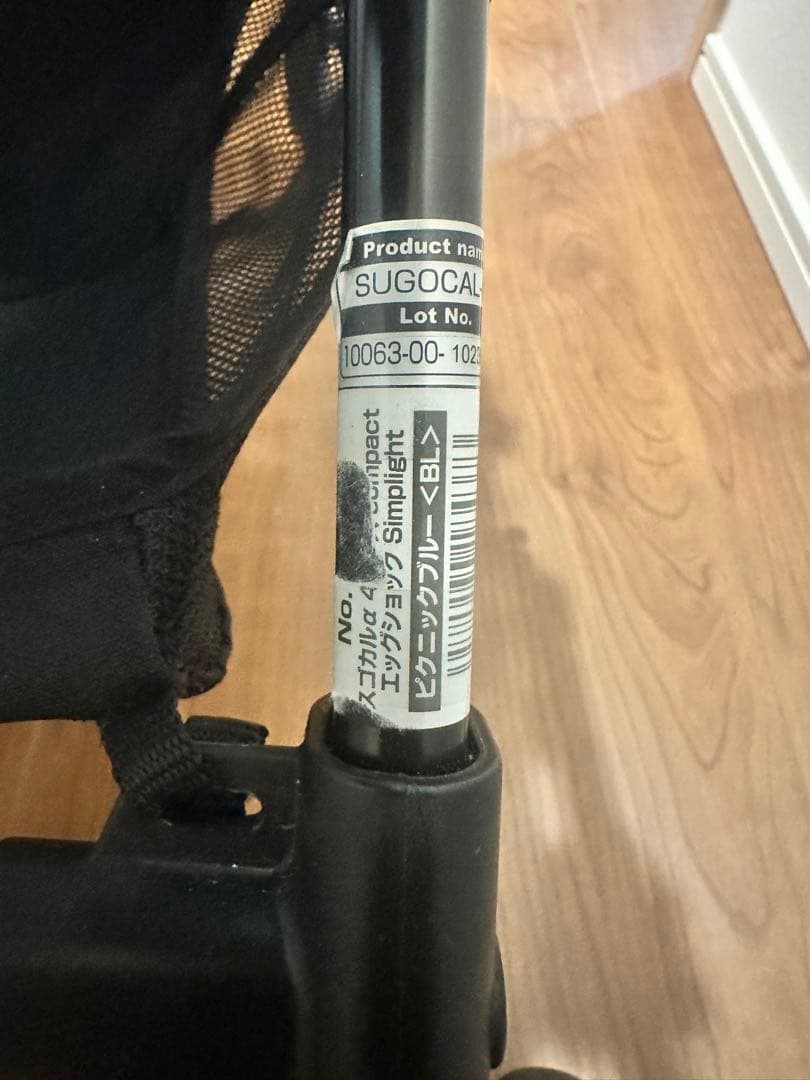 Product nam
SUGOCAL-
Lot No.
10063-00- 102
No.
スゴカルα 4 compact
エッグショック Simplight
ピクニックブルー <BL>